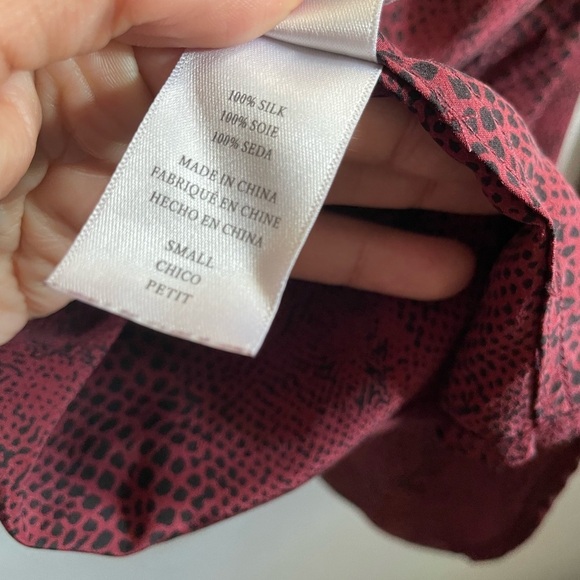 100% SILK
100% SOIE
100% SEDA
MADE IN CHINA
FABRIQUÉ EN CHINE
HECHO EN CHINA
SMALL
CHICO
PETIT